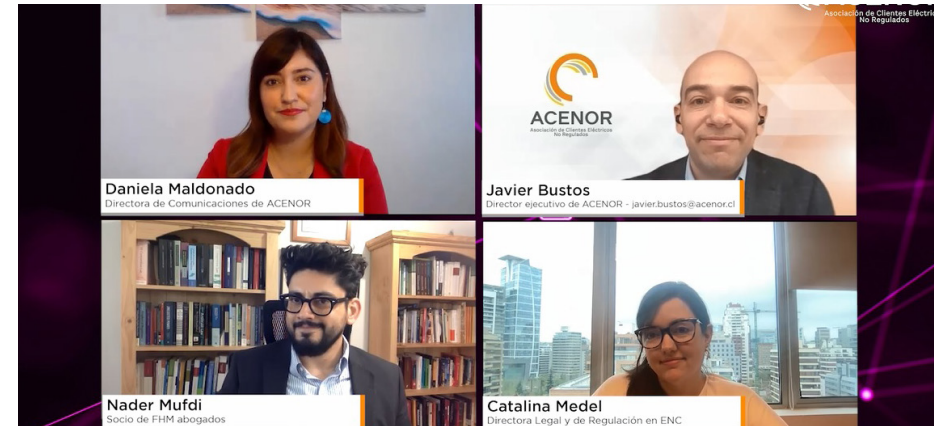 Asociación de Clientes
No Regulados
ACENOR
Asociación de Clientes Eléctricos
No Regulados
Daniela Maldonado
Directora de Comunicaciones de ACENOR
Javier Bustos
Director ejecutivo de ACENOR - javier.bustos@acenor.cl
Nader Mufdi
Socio de FHM abogados
Catalina Medel
Directora Legal y de Regulación en ENC